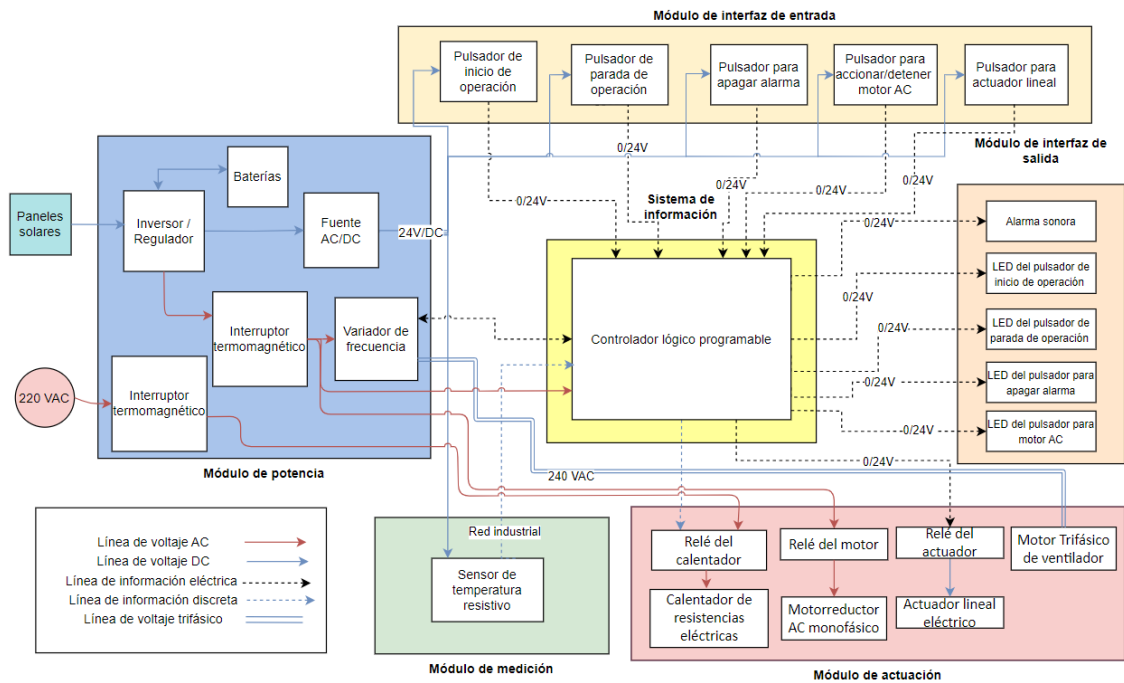 Módulo de interfaz de entrada
Pulsador de
inicio de
operación
Pulsador de
parada de
operación
Pulsador para
apagar alarma
Pulsador para
accionar/detener
motor AC
Pulsador para
actuador lineal
Módulo de interfaz de
salida
0/24V
0/24V
0/24V
0/24V
0/24V
Sistema de
información
Paneles
solares
Inversor /
Regulador
Baterías
Fuente
AC/DC
24V/DC
Interruptor
termomagnético
Variador de
frecuencia
220 VAC
Interruptor
termomagnético
Módulo de potencia
Controlador lógico programable
0/24V
0/24V
0/24V
0/24V
0/24V
0/24V
Alarma sonora
LED del pulsador de
inicio de operación
LED del pulsador de
parada de operación
LED del pulsador para
apagar alarma
LED del pulsador para
motor AC
240 VAC
Línea de voltaje AC
Línea de voltaje DC
Línea de información eléctrica
Línea de información discreta
Línea de voltaje trifásico
Red industrial
Sensor de
temperatura
resistivo
Módulo de medición
Relé del
calentador
Relé del motor
Relé del
actuador
Motor Trifásico
de ventilador
Calentador de
resistencias
eléctricas
Motorreductor
AC monofásico
Actuador lineal
eléctrico
Módulo de actuación